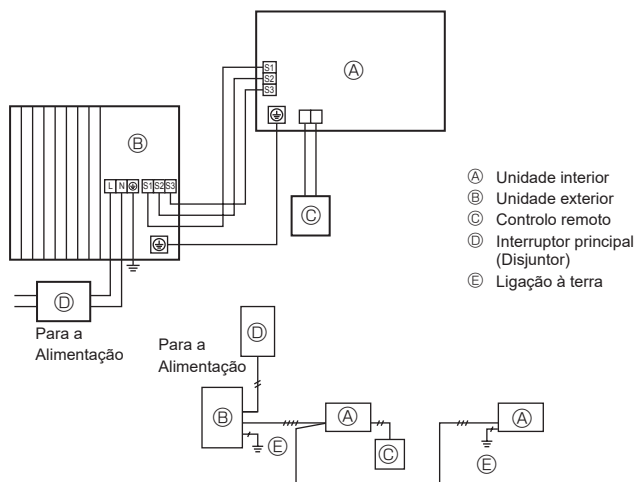 S1
S2
S3
Ⓐ
Ⓑ
L N S1 S2 S3
Ⓒ
Ⓓ
Para a
Alimentação
Ⓐ Unidade interior
Ⓑ Unidade exterior
Ⓒ Controlo remoto
Ⓓ Interruptor principal
(Disjuntor)
Ⓔ Ligação à terra
Para a
Alimentação
Ⓓ
Ⓑ
Ⓔ
Ⓐ
Ⓒ
Ⓐ
Ⓔ